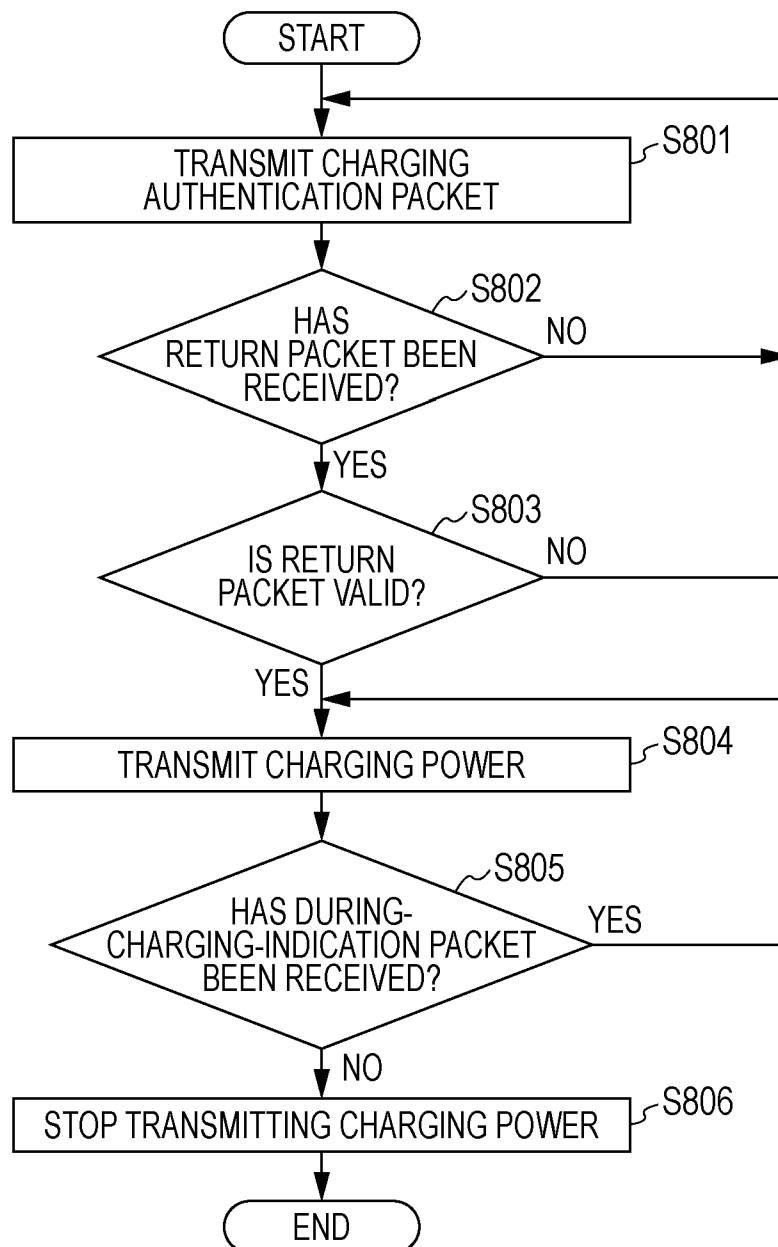 START
S801
TRANSMIT CHARGING
AUTHENTICATION PACKET
S802
HAS
RETURN PACKET BEEN
RECEIVED?
NO
YES
S803
IS RETURN
PACKET VALID?
NO
YES
S804
TRANSMIT CHARGING POWER
S805
HAS DURING-
CHARGING-INDICATION PACKET
BEEN RECEIVED?
YES
NO
S806
STOP TRANSMITTING CHARGING POWER
END